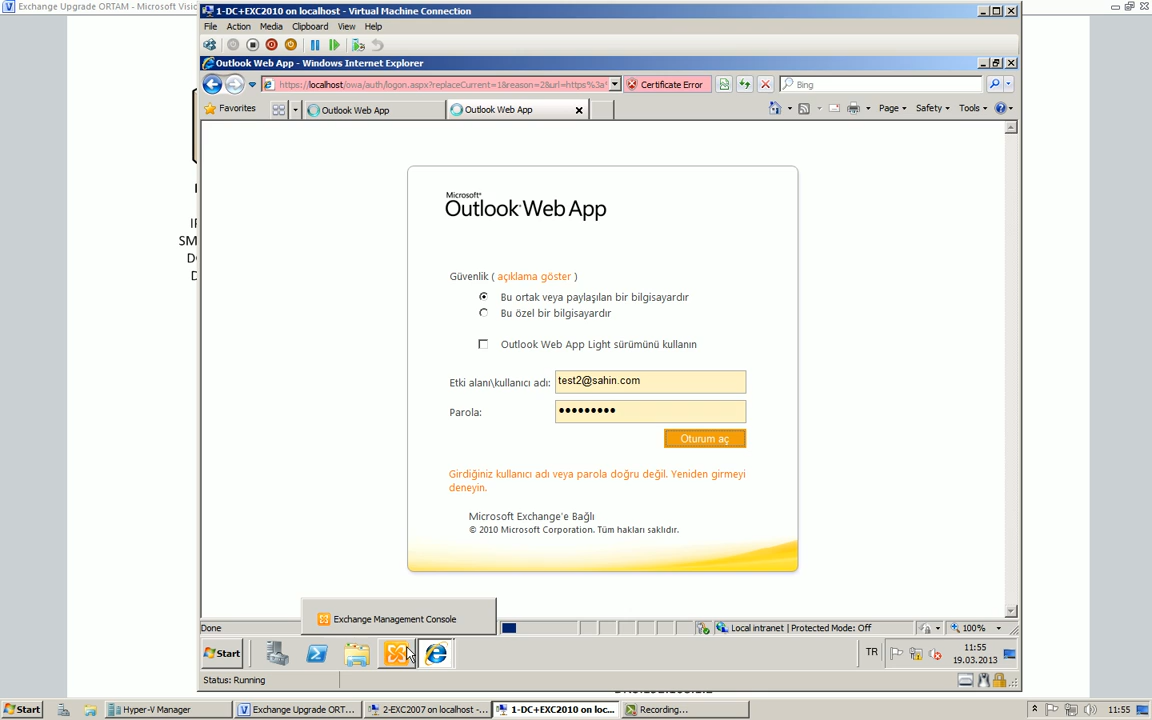 Exchange Upgrade ORTAM - Microsoft Visi
1-DC+EXC2010 on localhost - Virtual Machine Connection
File Action Media Clipboard View Help
Outlook Web App - Windows Internet Explorer
https://localhost/owa/auth/logon.aspx?replaceCurrent=1&reason=2&url=https%3a%
Certificate Error
Bing
Favorites
Outlook Web App
Outlook Web App
Page Safety Tools
Microsoft®
Outlook Web App
IP
SM
D
D
Güvenlik ( açıklama göster )
Bu ortak veya paylaşılan bir bilgisayardır
Bu özel bir bilgisayardır
Outlook Web App Light sürümünü kullanın
Etki alanı\kullanıcı adı: test2@sahin.com
Parola: •••••••••
Oturum aç
Girdiğiniz kullanıcı adı veya parola doğru değil. Yeniden girmeyi
deneyin.
Microsoft Exchange'e Bağlı
© 2010 Microsoft Corporation. Tüm hakları saklıdır.
Exchange Management Console
Done
Local intranet | Protected Mode: Off
100%
Start
TR
11:55
19.03.2013
Status: Running
Start
Hyper-V Manager
Exchange Upgrade ORT...
2-EXC2007 on localhost -...
1-DC+EXC2010 on loc...
Recording...
11:55